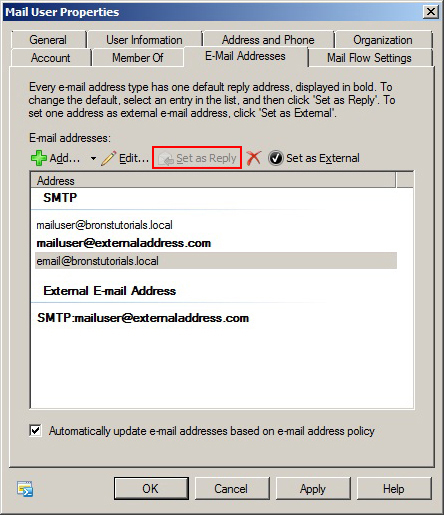 Mail User Properties
General User Information Address and Phone Organization
Account Member Of E-Mail Addresses Mail Flow Settings
Every e-mail address type has one default reply address, displayed in bold. To
change the default, select an entry in the list, and then click 'Set as Reply'. To
set one address as external e-mail address, click 'Set as External'.
E-mail addresses:
Add... Edit... Set as Reply Set as External
Address
SMTP
mailuser@bronstutorials.local
mailuser@externaladdress.com
email@bronstutorials.local
External E-mail Address
SMTP:mailuser@externaladdress.com
Automatically update e-mail addresses based on e-mail address policy
OK Cancel Apply Help